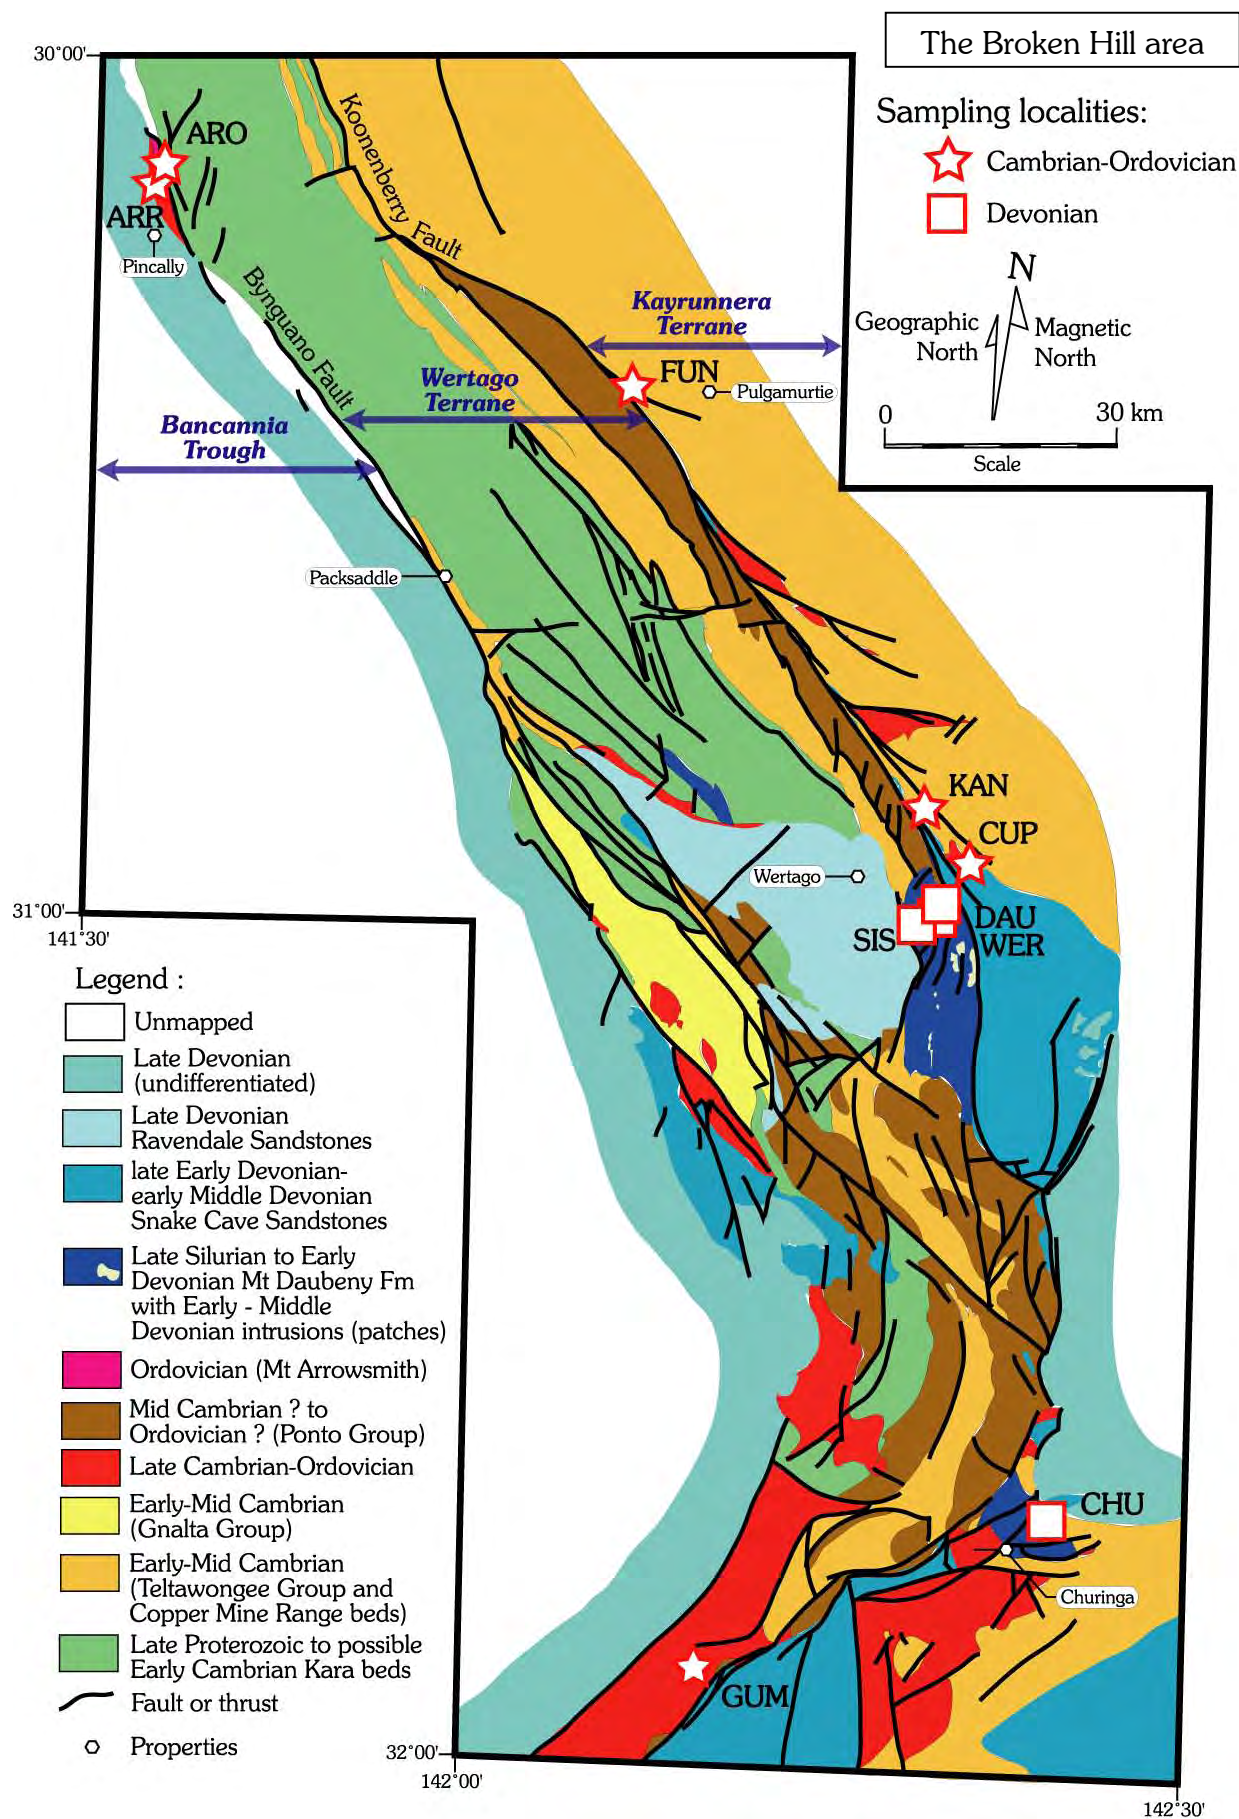 The Broken Hill area
30°00'
Sampling localities:
Cambrian-Ordovician
Devonian
N
Geographic
North
Magnetic
North
0
30 km
Scale
ARO
ARR
Pincally
Koonenberry Fault
Bynguano Fault
Kayrunnera
Terrane
Wertago
Terrane
Bancannia
Trough
FUN
Pulgamurtie
Packsaddle
KAN
CUP
Wertago
SIS
DAU
WER
31°00'
141°30'
Legend :
Unmapped
Late Devonian
(undifferentiated)
Late Devonian
Ravendale Sandstones
late Early Devonian-
early Middle Devonian
Snake Cave Sandstones
Late Silurian to Early
Devonian Mt Daubeny Fm
with Early - Middle
Devonian intrusions (patches)
Ordovician (Mt Arrowsmith)
Mid Cambrian ? to
Ordovician ? (Ponto Group)
Late Cambrian-Ordovician
Early-Mid Cambrian
(Gnalta Group)
Early-Mid Cambrian
(Teltawongee Group and
Copper Mine Range beds)
Late Proterozoic to possible
Early Cambrian Kara beds
Fault or thrust
Properties
CHU
Churinga
GUM
32°00'
142°00'
142°30'